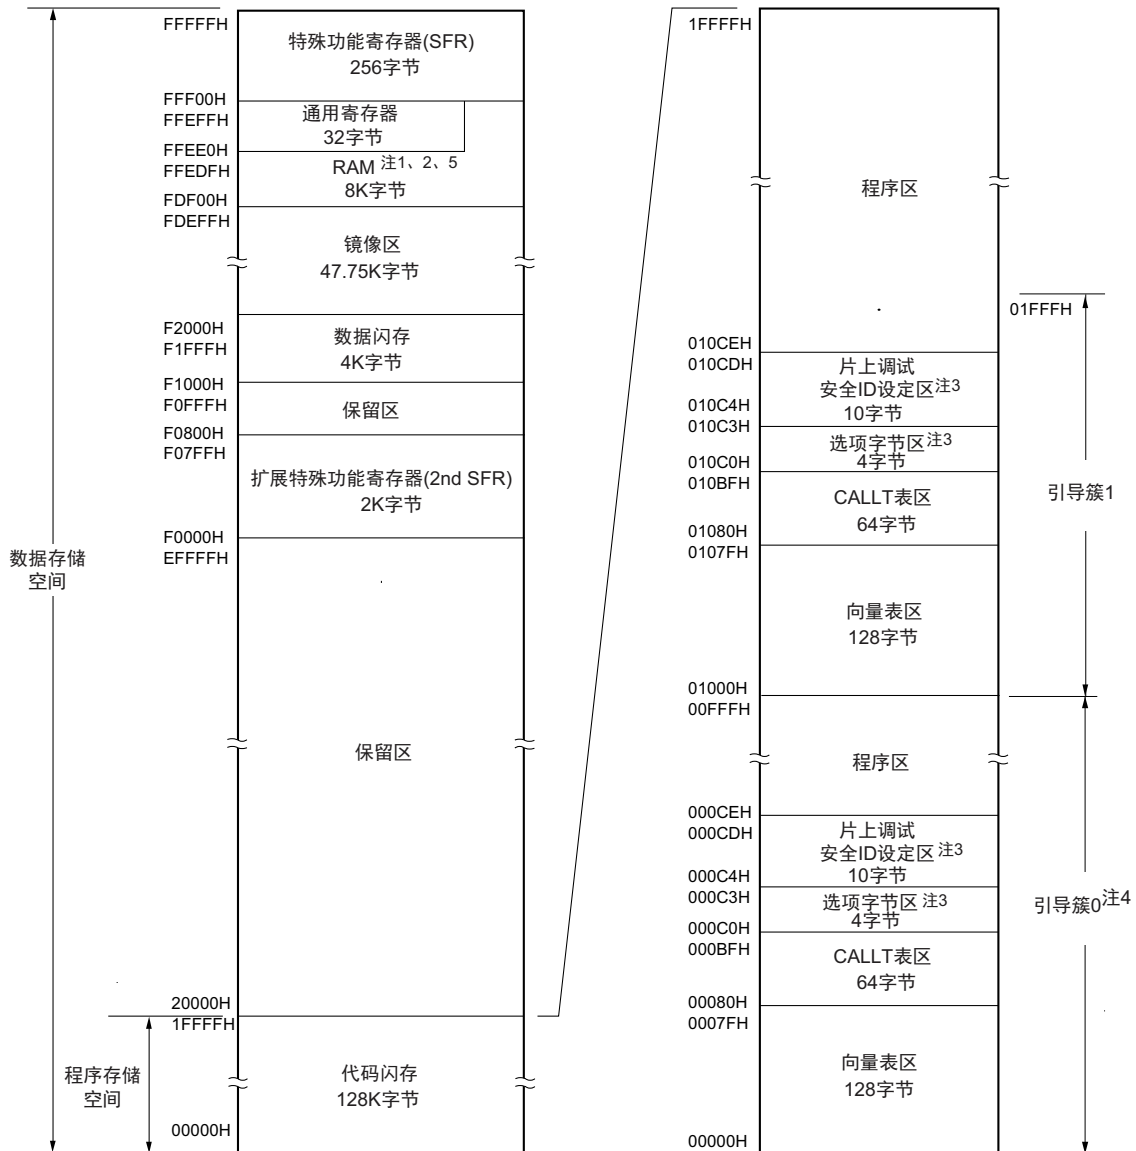 FFFFFH
特殊功能寄存器(SFR)
256字节
FFF00H
FFEFFH
通用寄存器
32字节
FFEE0H
FFEDFH
RAM 注1、2、5
8K字节
FDF00H
FDEFFH
镜像区
47.75K字节
F2000H
F1FFFH
数据闪存
4K字节
F1000H
F0FFFH
保留区
F0800H
F07FFH
扩展特殊功能寄存器(2nd SFR)
2K字节
F0000H
EFFFFH
数据存储
空间
保留区
20000H
1FFFFH
程序存储
空间
代码闪存
128K字节
00000H
1FFFFH
程序区
01FFFH
010CEH
010CDH
片上调试
安全ID设定区注3
10字节
010C4H
010C3H
选项字节区注3
4字节
010C0H
010BFH
CALLT表区
64字节
引导簇1
01080H
0107FH
向量表区
128字节
01000H
00FFFH
程序区
000CEH
000CDH
片上调试
安全ID设定区注3
10字节
000C4H
000C3H
选项字节区注3
4字节
引导簇0注4
000C0H
000BFH
CALLT表区
64字节
00080H
0007FH
向量表区
128字节
00000H